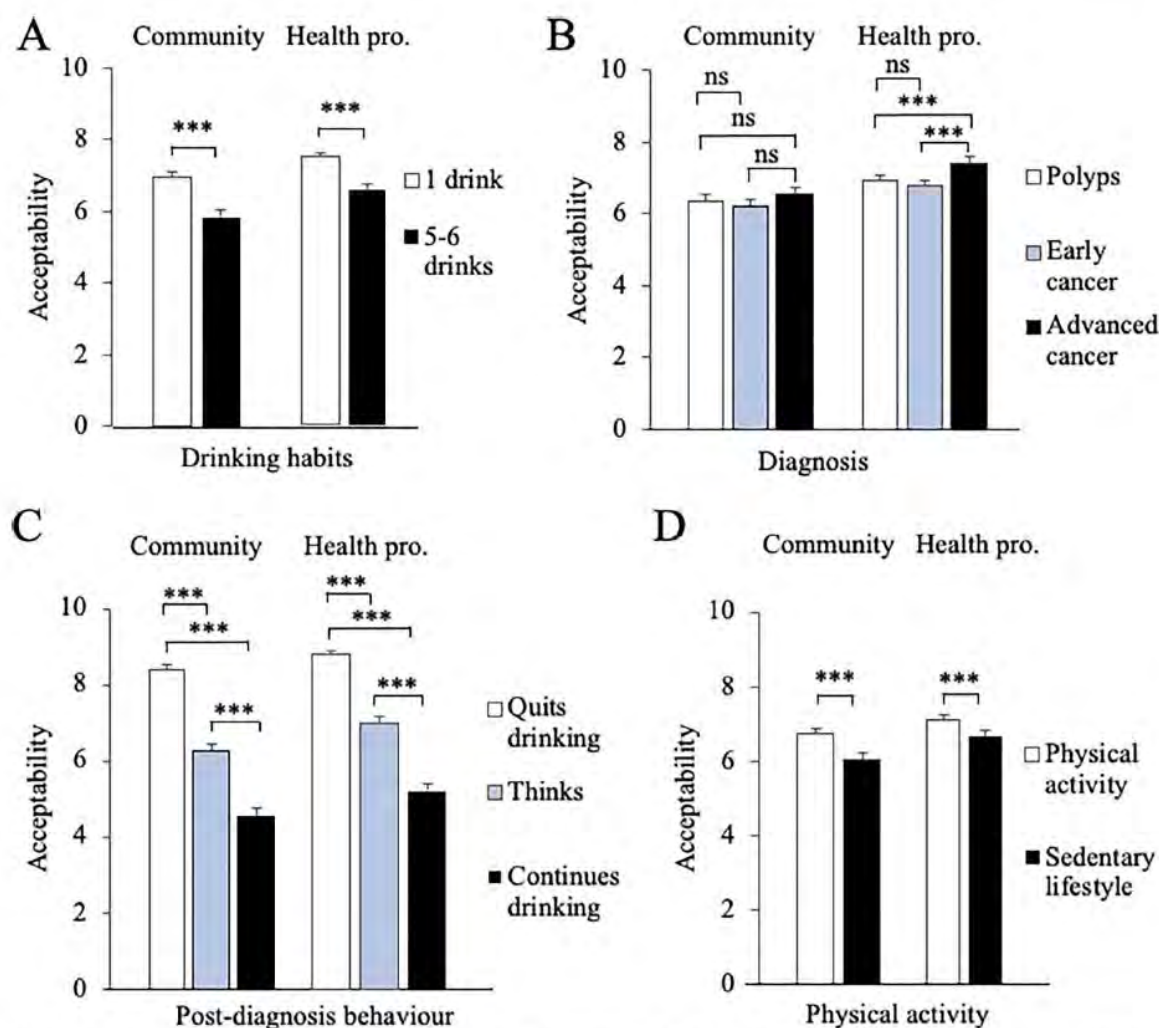 A
Community Health pro.
10
8
6
4
2
0
Acceptability
***
***
1 drink
5-6
drinks
Drinking habits
B
Community Health pro.
10
8
6
4
2
0
Acceptability
ns
ns
ns
ns
***
***
Polyps
Early
cancer
Advanced
cancer
Diagnosis
C
Community Health pro.
10
8
6
4
2
0
Acceptability
***
***
***
***
***
***
Quits
drinking
Thinks
Continues
drinking
Post-diagnosis behaviour
D
Community Health pro.
10
8
6
4
2
0
Acceptability
***
***
Physical
activity
Sedentary
lifestyle
Physical activity